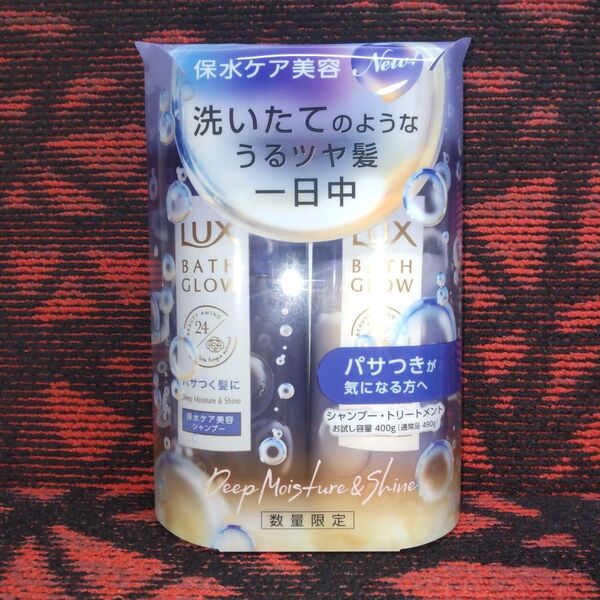 保水ケア美容
New!
洗いたてのような
うるツヤ髪
一日中
LUX
BATH
GLOW
BEAUTY AMINO
24
パサつく髪に
Deep Moisture & Shine
保水ケア美容
シャンプー
LUX
BATH
GLOW
パサつきが
気になる方へ
シャンプー・トリートメント
お試し容量 400g (通常品 490g)
Deep Moisture & Shine
数量限定